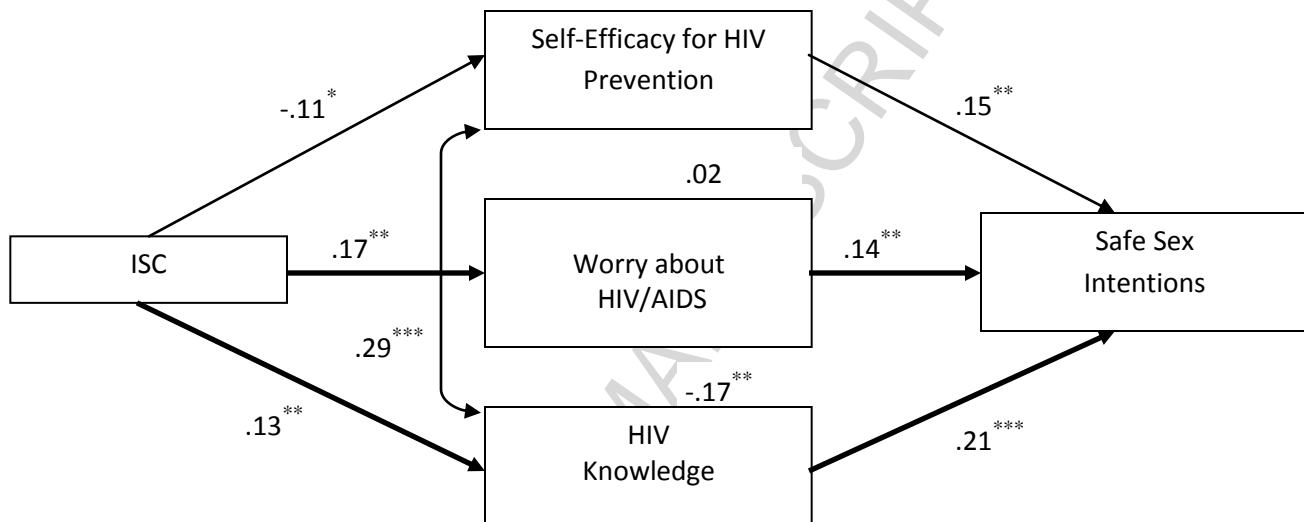 Self-Efficacy for HIV
Prevention
-.11*
.15**
.02
ISC
.17**
Worry about
HIV/AIDS
.14**
Safe Sex
Intentions
.29***
-.17**
.13**
HIV
Knowledge
.21***